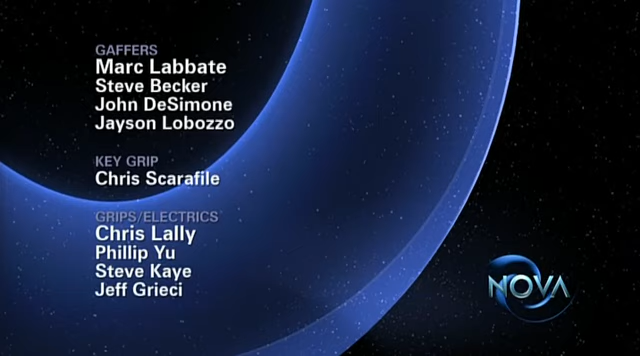 GAFFERS
Marc Labbate
Steve Becker
John DeSimone
Jayson Lobozzo
KEY GRIP
Chris Scarafile
GRIPS/ELECTRICS
Chris Lally
Phillip Yu
Steve Kaye
Jeff Grieci
NOVA